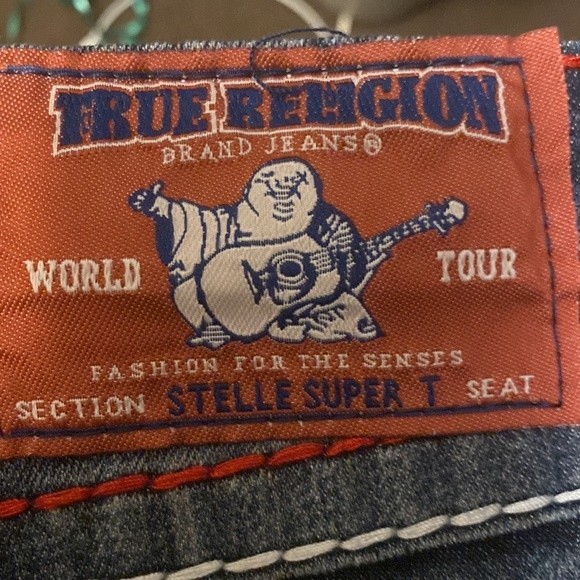 TRUE RELIGION
BRAND JEANS®
WORLD TOUR
FASHION FOR THE SENSES
SECTION STELLE SUPER T SEAT